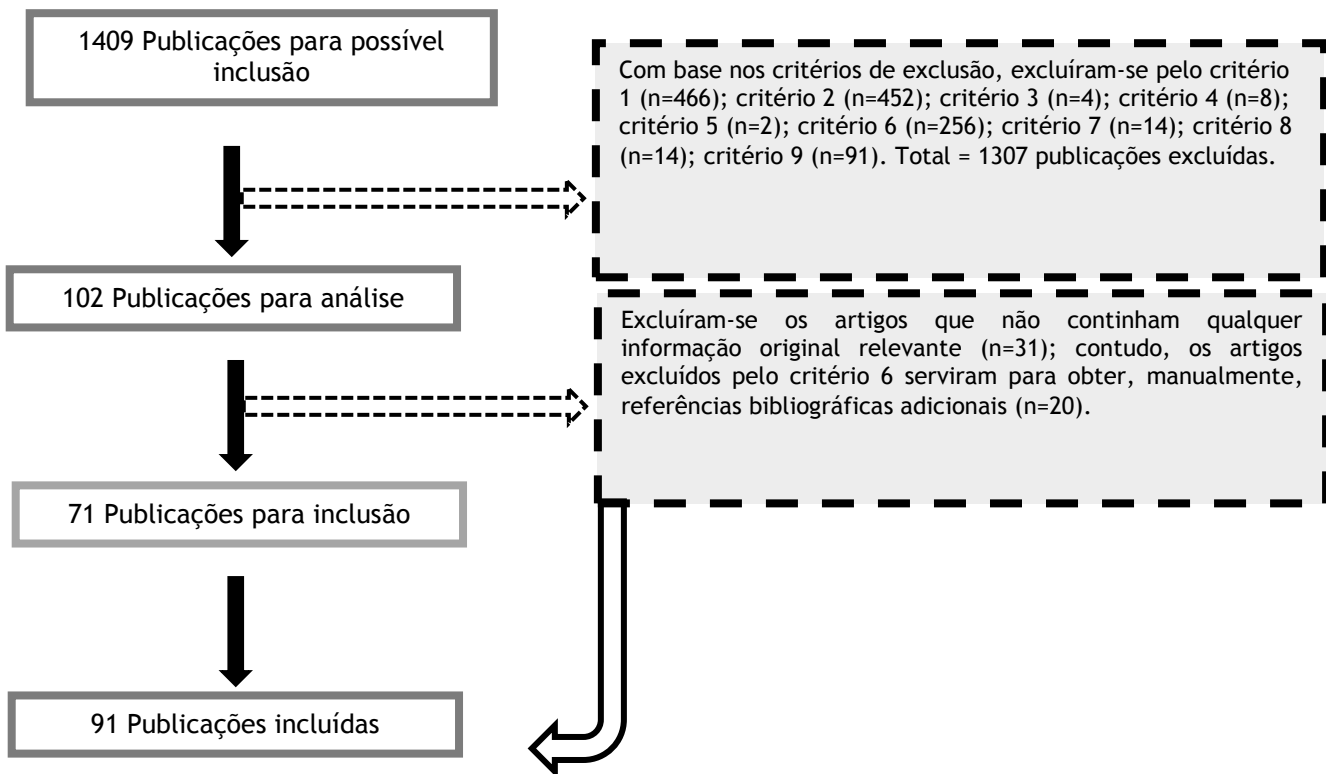 1409 Publicações para possível
inclusão
Com base nos critérios de exclusão, excluíram-se pelo critério
1 (n=466); critério 2 (n=452); critério 3 (n=4); critério 4 (n=8);
critério 5 (n=2); critério 6 (n=256); critério 7 (n=14); critério 8
(n=14); critério 9 (n=91). Total = 1307 publicações excluídas.
102 Publicações para análise
Excluíram-se os artigos que não continham qualquer
informação original relevante (n=31); contudo, os artigos
excluídos pelo critério 6 serviram para obter, manualmente,
referências bibliográficas adicionais (n=20).
71 Publicações para inclusão
91 Publicações incluídas